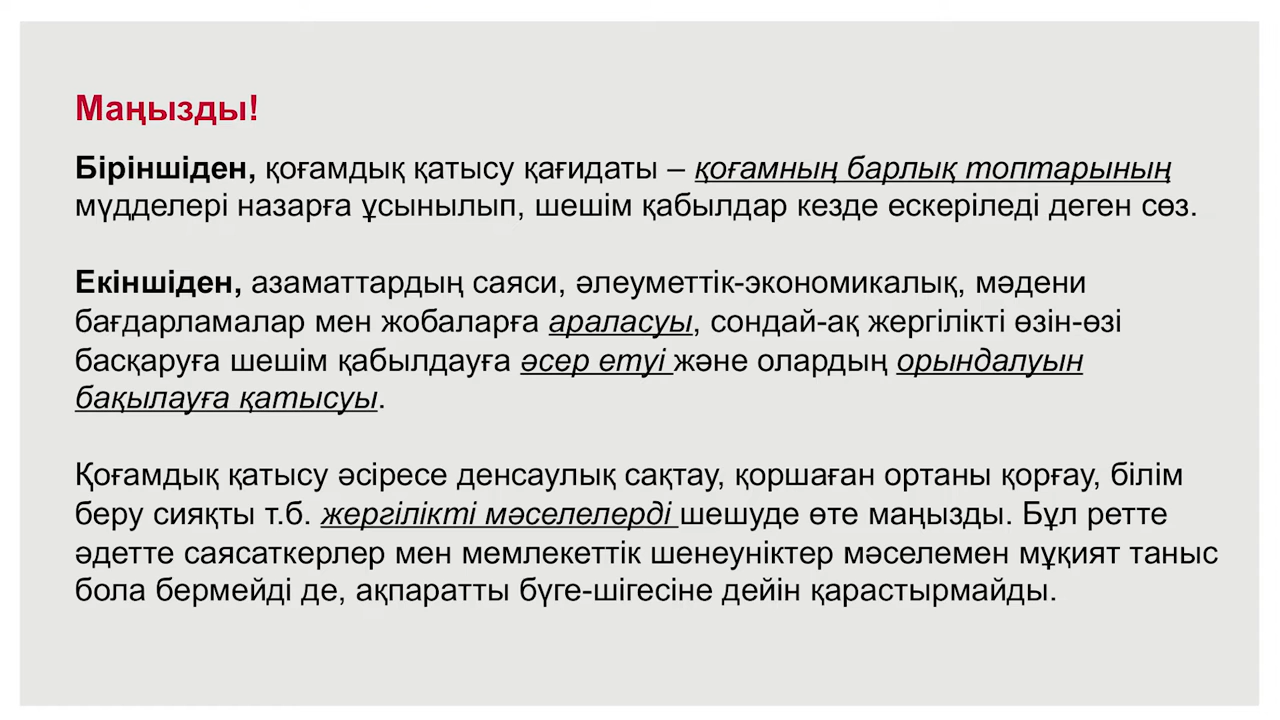 Маңызды!
Біріншіден, қоғамдық қатысу қағидаты – қоғамның барлық топтарының
мүдделері назарға ұсынылып, шешім қабылдар кезде ескеріледі деген сөз.
Екіншіден, азаматтардың саяси, әлеуметтік-экономикалық, мәдени
бағдарламалар мен жобаларға араласуы, сондай-ақ жергілікті өзін-өзі
басқаруға шешім қабылдауға әсер етуі және олардың орындалуын
бақылауға қатысуы.
Қоғамдық қатысу әсіресе денсаулық сақтау, қоршаған ортаны қорғау, білім
беру сияқты т.б. жергілікті мәселелерді шешуде өте маңызды. Бұл ретте
әдетте саясаткерлер мен мемлекеттік шенеуніктер мәселемен мұқият таныс
бола бермейді де, ақпаратты бүге-шігесіне дейін қарастырмайды.